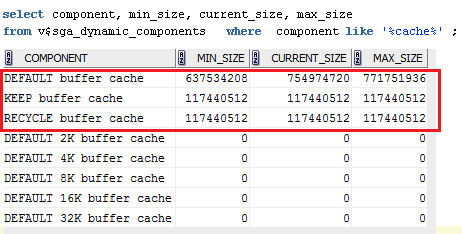 select component, min_size, current_size, max_size
from v$sga_dynamic_components where component like '%cache%' ;
COMPONENT MIN_SIZE CURRENT_SIZE MAX_SIZE
DEFAULT buffer cache 637534208 754974720 771751936
KEEP buffer cache 117440512 117440512 117440512
RECYCLE buffer cache 117440512 117440512 117440512
DEFAULT 2K buffer cache 0 0 0
DEFAULT 4K buffer cache 0 0 0
DEFAULT 8K buffer cache 0 0 0
DEFAULT 16K buffer cache 0 0 0
DEFAULT 32K buffer cache 0 0 0